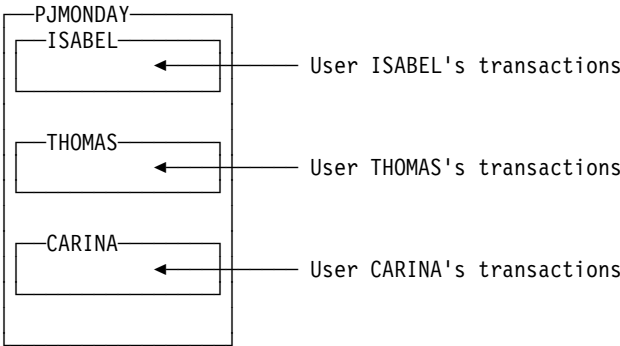 PJMONDAY
ISABEL
User ISABEL's transactions
THOMAS
User THOMAS's transactions
CARINA
User CARINA's transactions